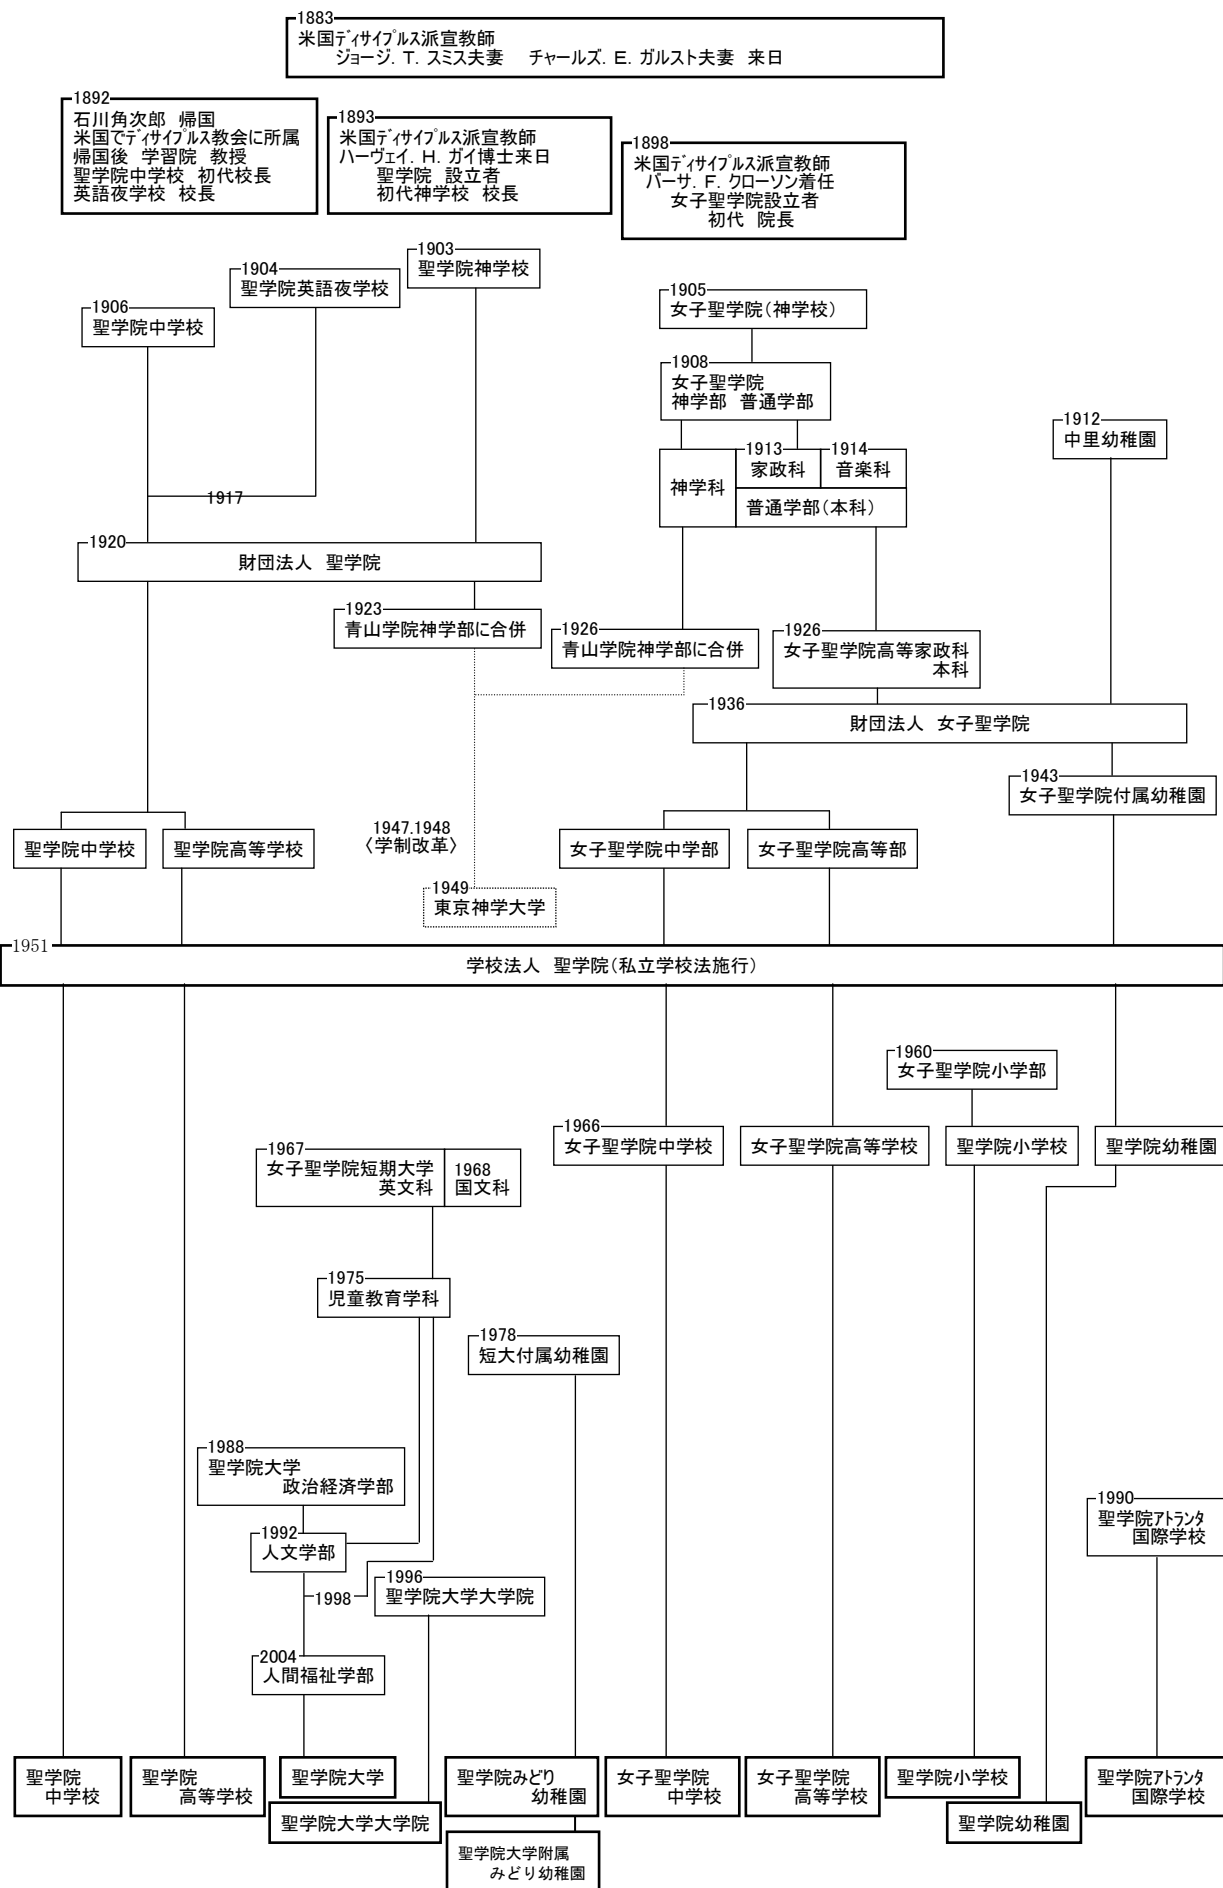 1883
米国ディサイプルス派宣教師
ジョージ. T. スミス夫妻 チャールズ. E. ガルスト夫妻 来日
1892
石川角次郎 帰国
米国でディサイプルス教会に所属
帰国後 学習院 教授
聖学院中学校 初代校長
英語夜学校 校長
1893
米国ディサイプルス派宣教師
ハーヴェイ. H. ガイ博士来日
聖学院 設立者
初代神学校 校長
1898
米国ディサイプルス派宣教師
バーサ. F. クローソン着任
女子聖学院設立者
初代 院長
1903
聖学院神学校
1904
聖学院英語夜学校
1906
聖学院中学校
1905
女子聖学院(神学校)
1908
女子聖学院
神学部 普通学部
1912
中里幼稚園
神学科
1913
家政科
1914
音楽科
普通学部(本科)
1917
1920
財団法人 聖学院
1923
青山学院神学部に合併
1926
青山学院神学部に合併
1926
女子聖学院高等家政科
本科
1936
財団法人 女子聖学院
1943
女子聖学院付属幼稚園
聖学院中学校
聖学院高等学校
1947.1948
〈学制改革〉
女子聖学院中学部
女子聖学院高等部
1949
東京神学大学
1951
学校法人 聖学院(私立学校法施行)
1960
女子聖学院小学部
1966
女子聖学院中学校
女子聖学院高等学校
聖学院小学校
聖学院幼稚園
1967
女子聖学院短期大学
英文科
1968
国文科
1975
児童教育学科
1978
短大付属幼稚園
1988
聖学院大学
政治経済学部
1990
聖学院アトランタ
国際学校
1992
人文学部
1996
聖学院大学大学院
1998
2004
人間福祉学部
聖学院
中学校
聖学院
高等学校
聖学院大学
聖学院大学大学院
聖学院みどり
幼稚園
聖学院大学附属
みどり幼稚園
女子聖学院
中学校
女子聖学院
高等学校
聖学院小学校
聖学院幼稚園
聖学院アトランタ
国際学校